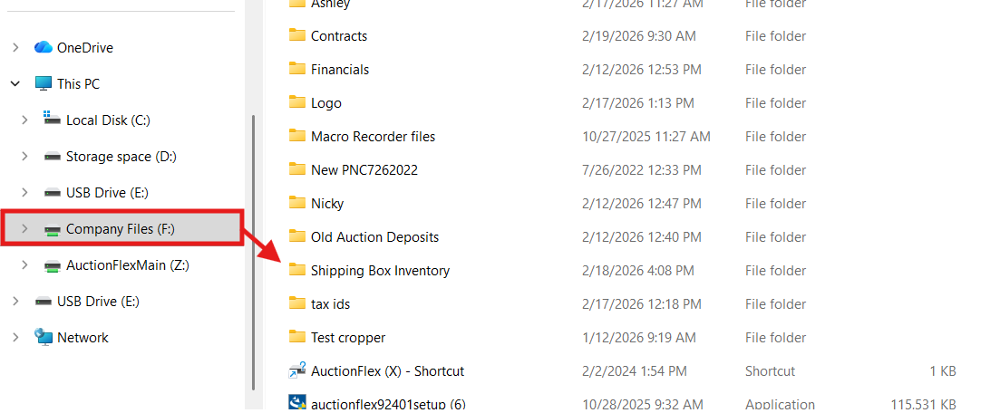 Ashley 2/17/2026 11:27 AM File folder
OneDrive Contracts 2/19/2026 9:30 AM File folder
This PC Financials 2/12/2026 12:53 PM File folder
Local Disk (C:) Logo 2/17/2026 1:13 PM File folder
Storage space (D:) Macro Recorder files 10/27/2025 11:27 AM File folder
USB Drive (E:) New PNC7262022 7/26/2022 12:33 PM File folder
Company Files (F:) Nicky 2/12/2026 12:47 PM File folder
AuctionFlexMain (Z:) Old Auction Deposits 2/12/2026 12:40 PM File folder
USB Drive (E:) Shipping Box Inventory 2/18/2026 4:08 PM File folder
Network tax ids 2/17/2026 12:18 PM File folder
Test cropper 1/12/2026 9:19 AM File folder
AuctionFlex (X) - Shortcut 2/2/2024 1:54 PM Shortcut 1 KB
auctionflex92401setup (6) 10/28/2025 9:32 AM Application 115,531 KB